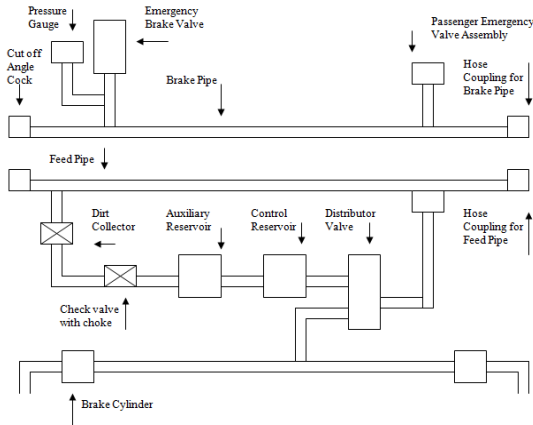 Pressure
Gauge
Emergency
Brake Valve
Passenger Emergency
Valve Assembly
Cut off
Angle
Cock
Brake Pipe
Hose
Coupling for
Brake Pipe
Feed Pipe
Dirt
Collector
Auxiliary
Reservoir
Control
Reservoir
Distributor
Valve
Hose
Coupling for
Feed Pipe
Check valve
with choke
Brake Cylinder